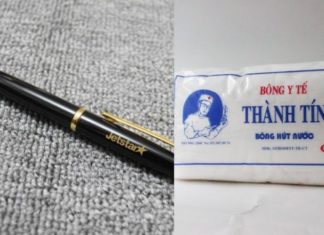 Jetstar
BÔNG Y TẾ
THÀNH TÍN
BÔNG HÚT NƯỚC